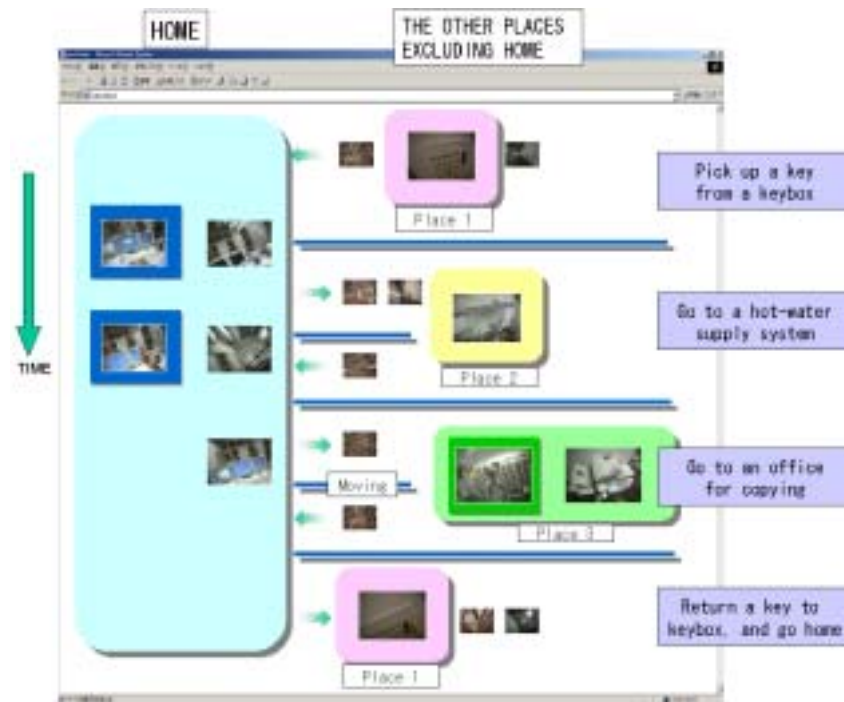 HOME
THE OTHER PLACES
EXCLUDING HOME
Place 1
Pick up a key
from a keybox
Go to a hot-water
supply system
TIME
Place 2
Moving
Go to an office
for copying
Place 3
Return a key to
keybox, and go home
Place 1